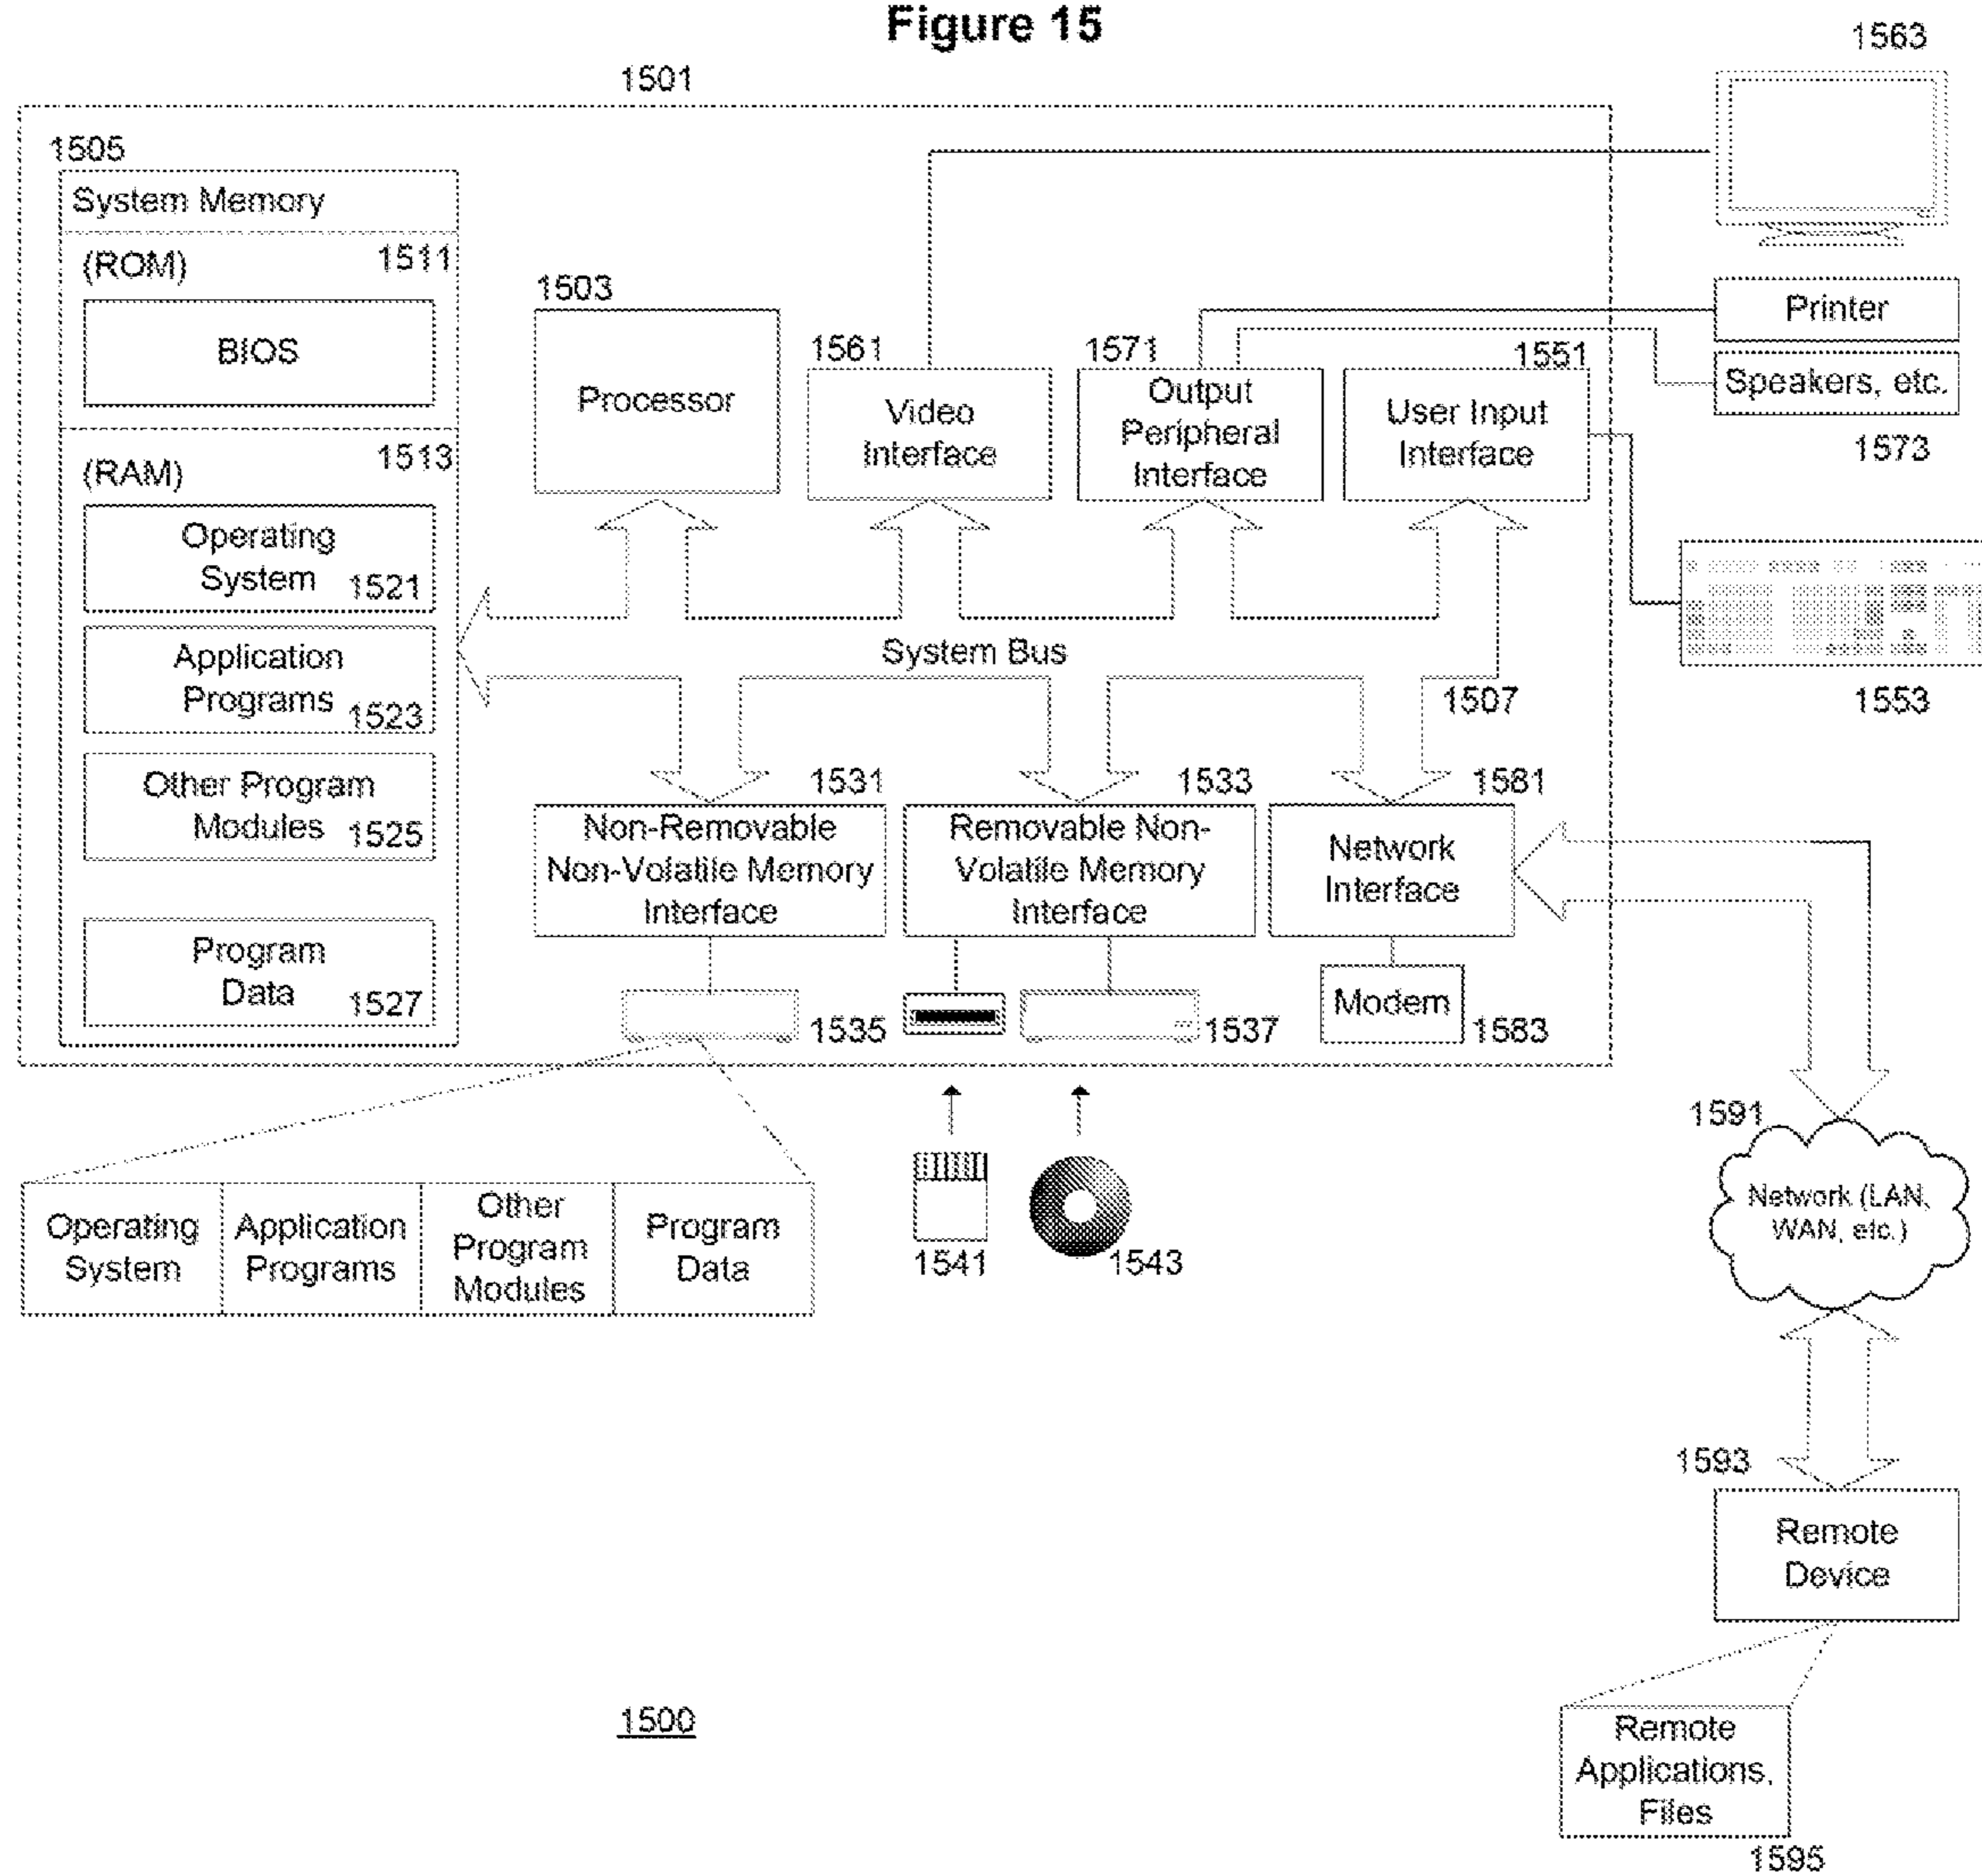 Figure 15
1501
1563
1505
System Memory
(ROM)
1511
BIOS
(RAM)
1513
Operating
System
1521
Application
Programs
1523
Other Program
Modules
1525
Program
Data
1527
1503
Processor
1561
Video
Interface
1571
Output
Peripheral
Interface
1551
User Input
Interface
Printer
Speakers, etc.
1573
1553
System Bus
1507
1531
Non-Removable
Non-Volatile Memory
Interface
1533
Removable Non-
Volatile Memory
Interface
1581
Network
Interface
1535
1537
Modem
1583
Operating
System
Application
Programs
Other
Program
Modules
Program
Data
1541
1543
1591
Network (LAN,
WAN, etc.)
1593
Remote
Device
1500
Remote
Applications,
Files
1595